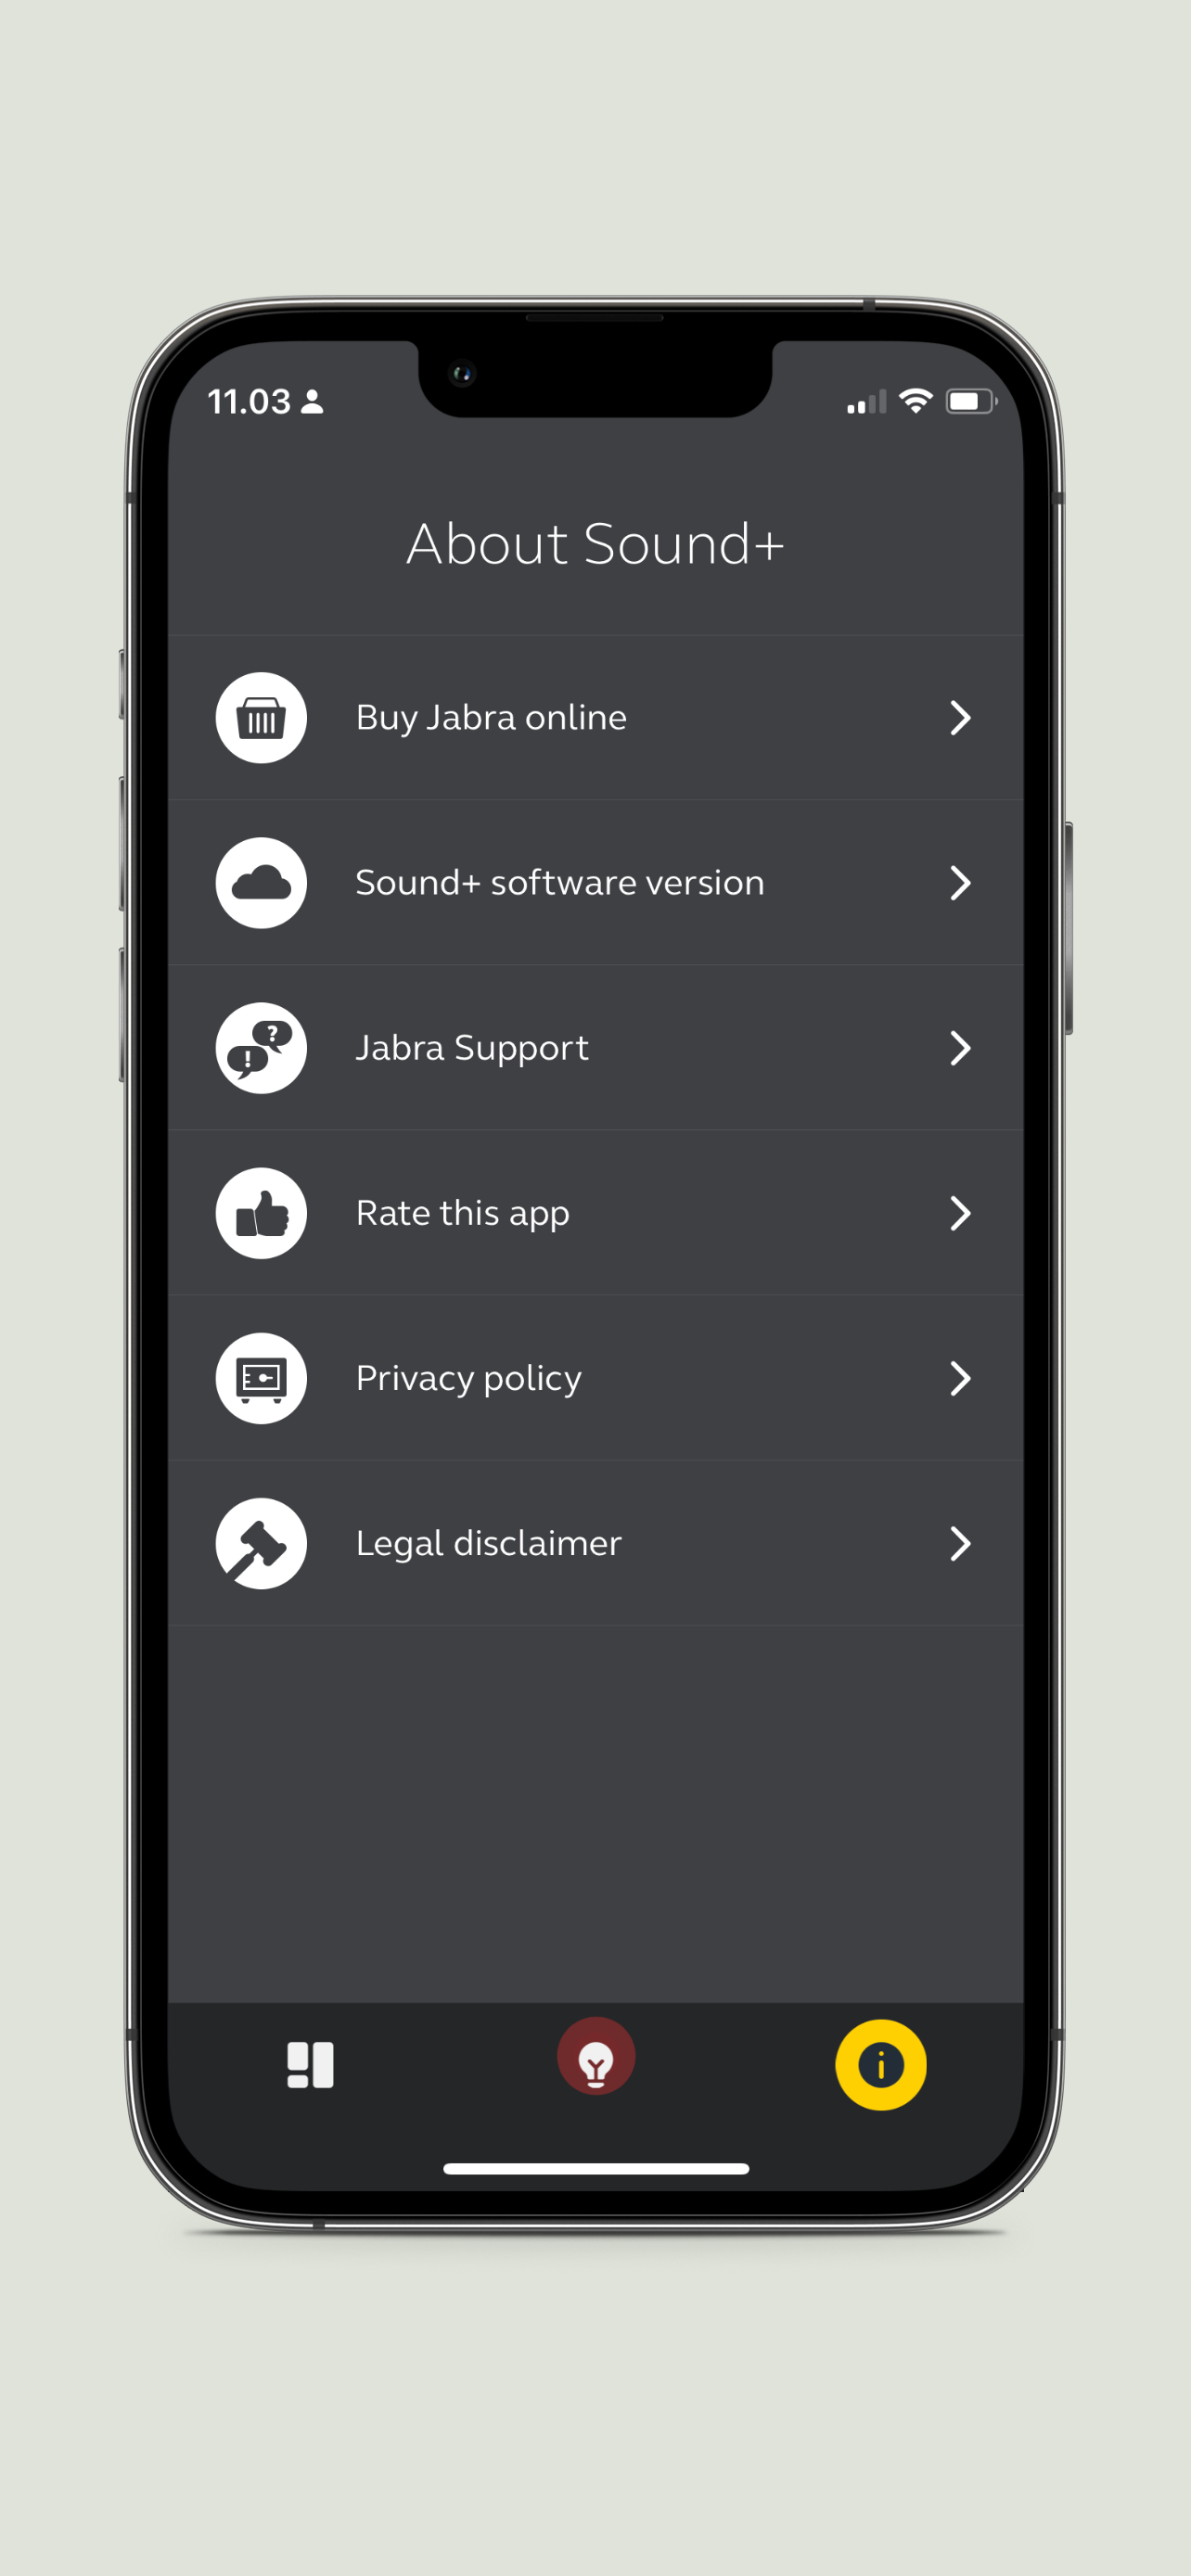 11.03
About Sound+
Buy Jabra online
Sound+ software version
Jabra Support
Rate this app
Privacy policy
Legal disclaimer